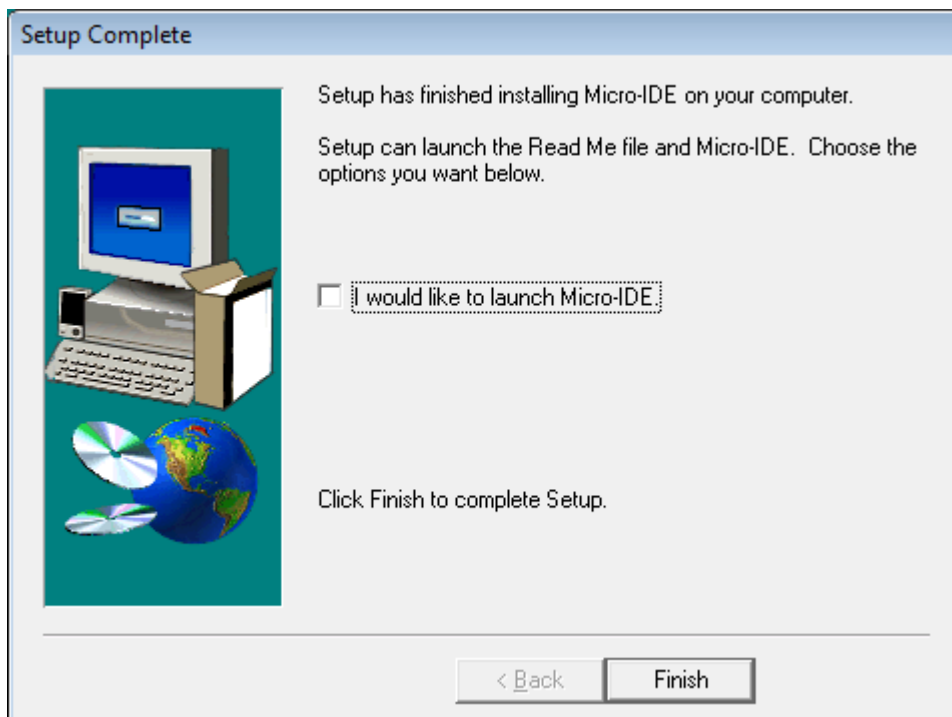 Setup Complete
Setup has finished installing Micro-IDE on your computer.
Setup can launch the Read Me file and Micro-IDE.  Choose the
options you want below.
I would like to launch Micro-IDE.
Click Finish to complete Setup.
< Back
Finish